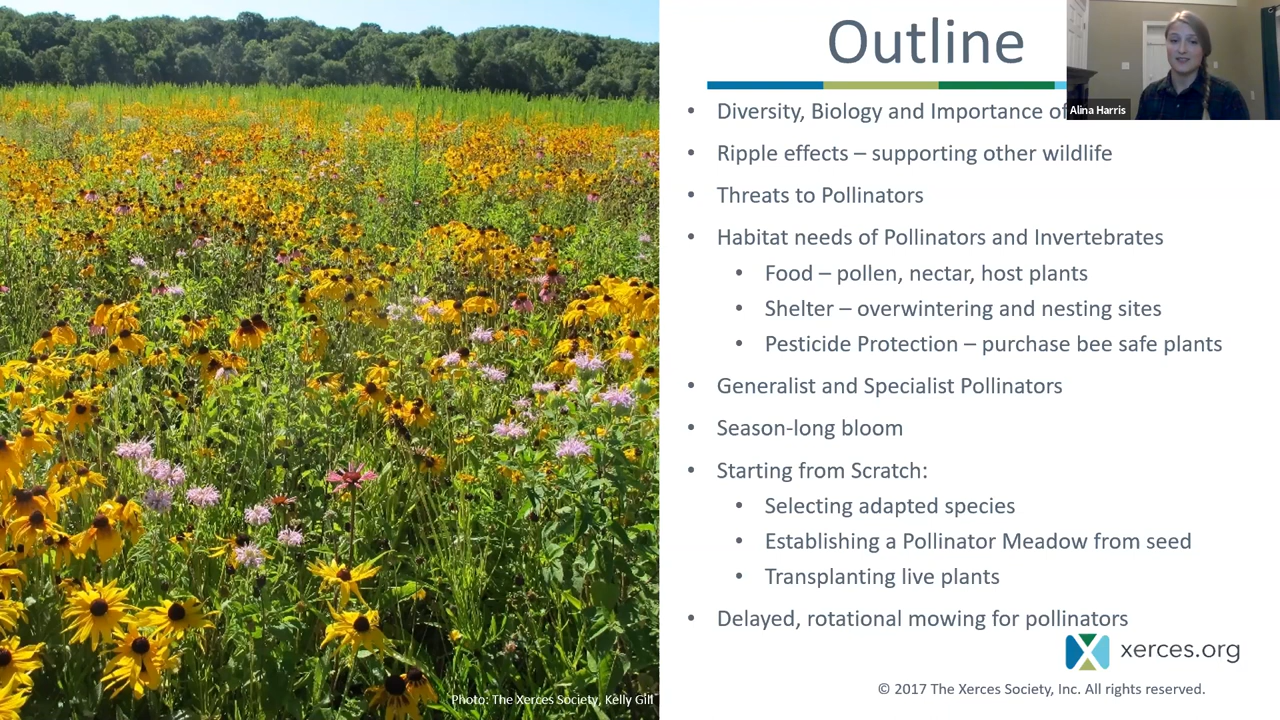 Outline
Alina Harris
• Diversity, Biology and Importance of
• Ripple effects – supporting other wildlife
• Threats to Pollinators
• Habitat needs of Pollinators and Invertebrates
• Food – pollen, nectar, host plants
• Shelter – overwintering and nesting sites
• Pesticide Protection – purchase bee safe plants
• Generalist and Specialist Pollinators
• Season-long bloom
• Starting from Scratch:
• Selecting adapted species
• Establishing a Pollinator Meadow from seed
• Transplanting live plants
• Delayed, rotational mowing for pollinators
xerces.org
© 2017 The Xerces Society, Inc. All rights reserved.
Photo: The Xerces Society, Kelly Gill